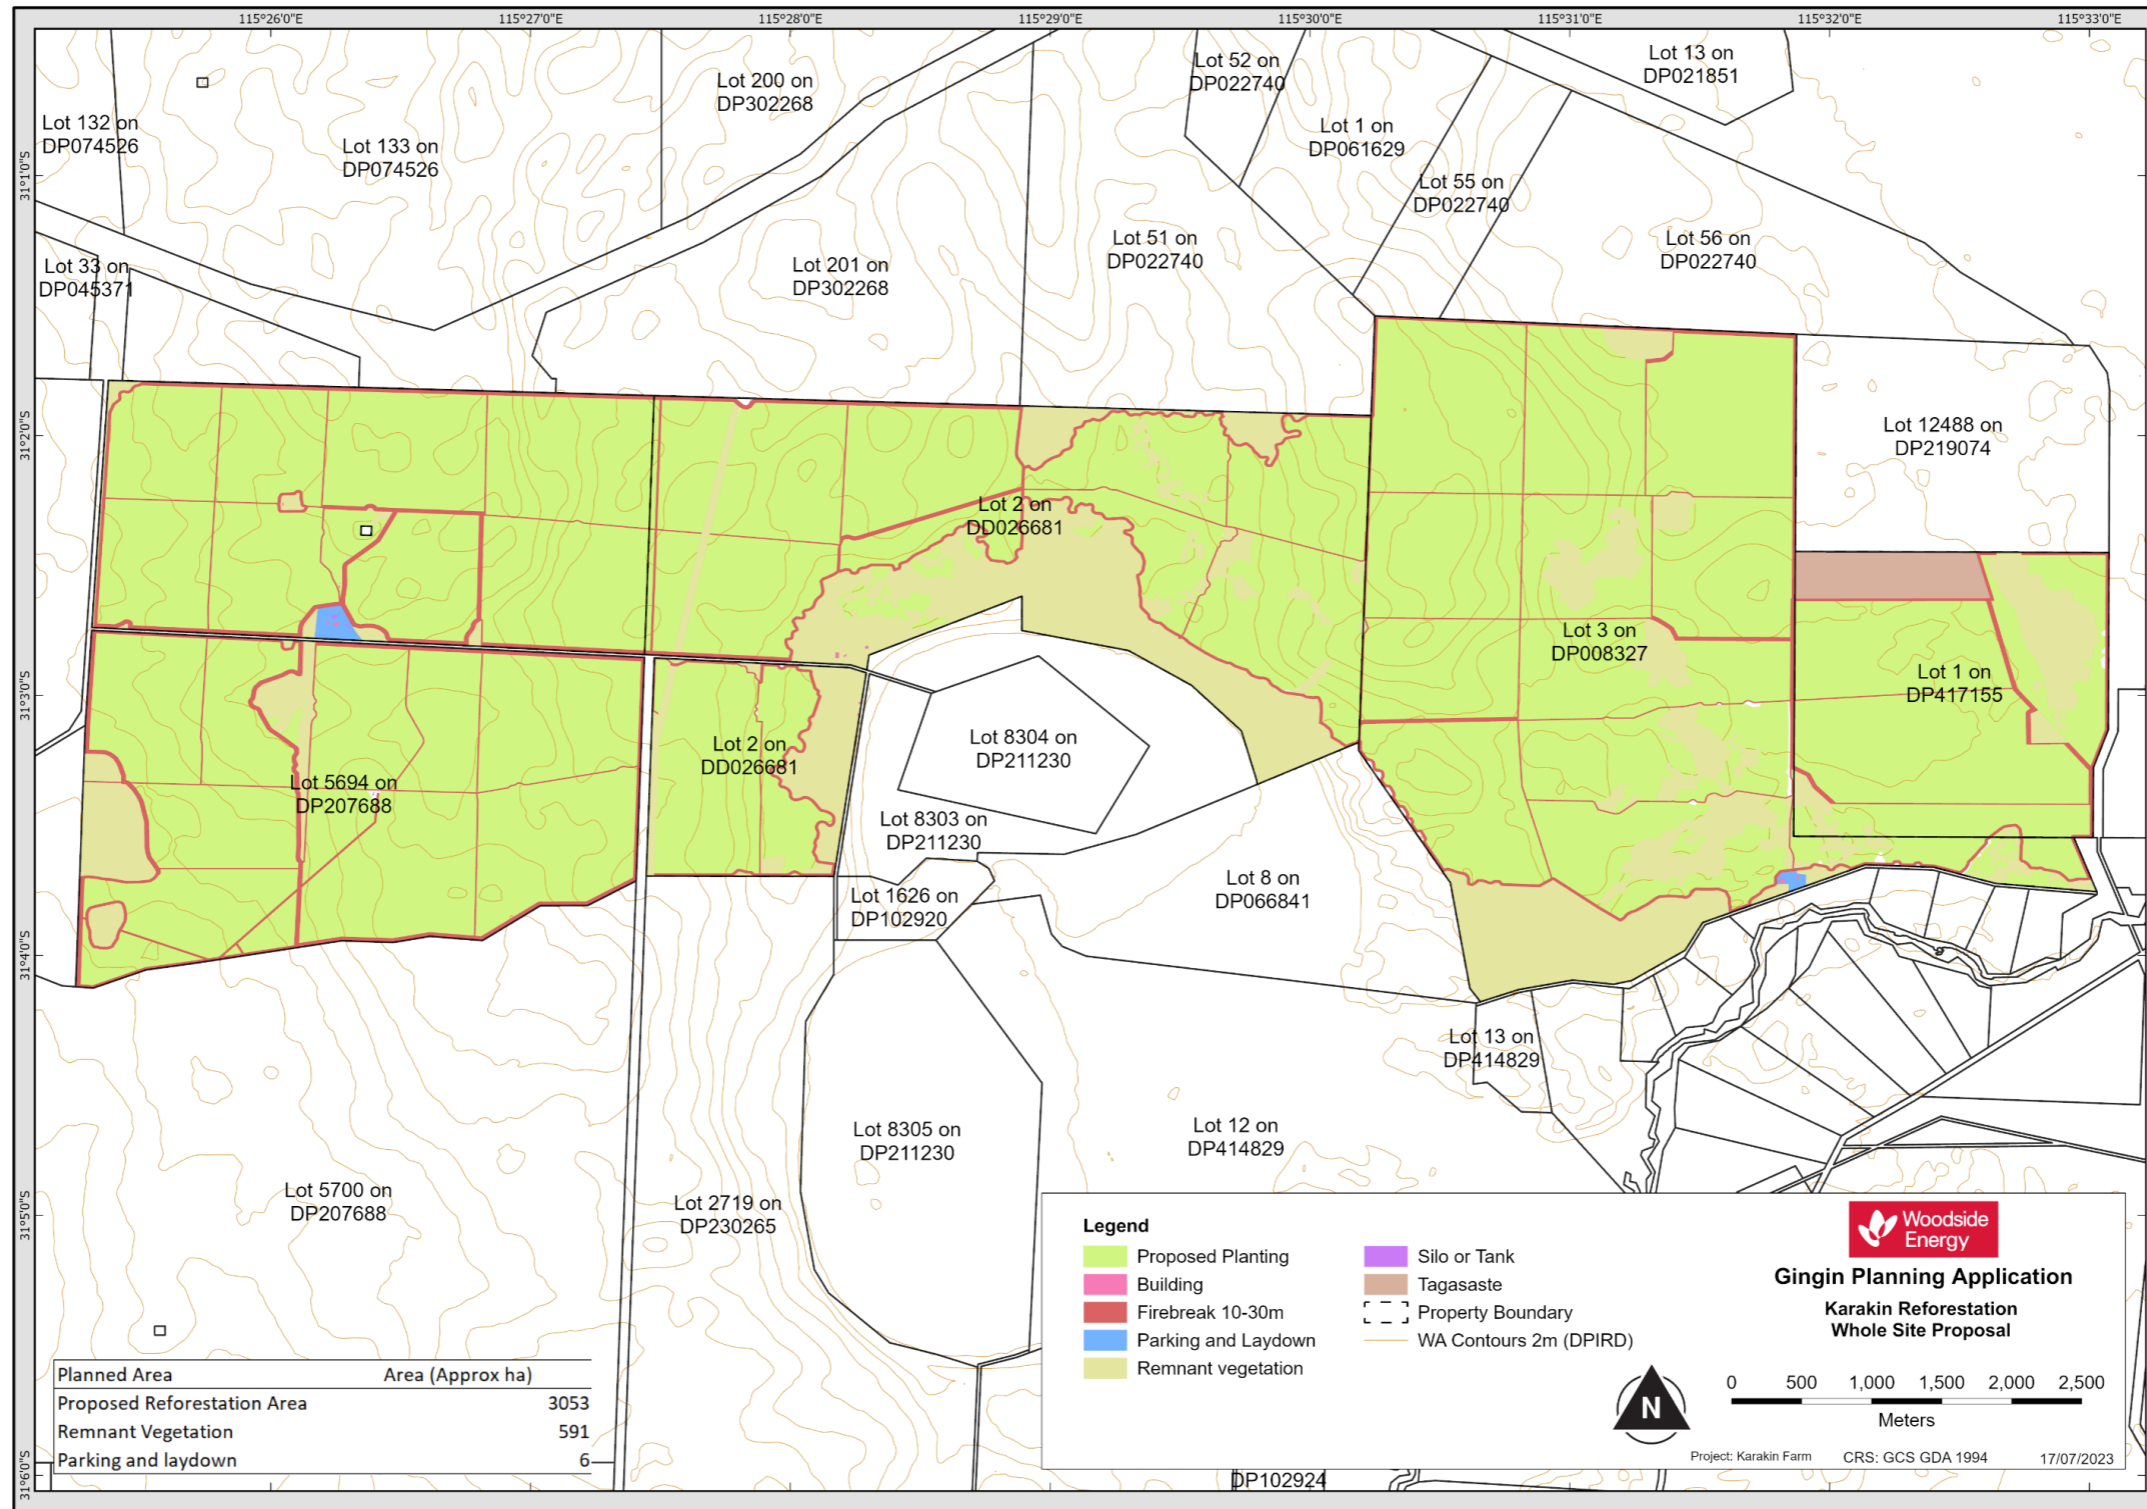 115°26'0"E
115°27'0"E
115°28'0"E
115°29'0"E
115°30'0"E
115°31'0"E
115°32'0"E
115°33'0"E
31°1'0"S
31°2'0"S
31°3'0"S
31°4'0"S
31°5'0"S
31°6'0"S
Lot 132 on
DP074526
Lot 133 on
DP074526
Lot 200 on
DP302268
Lot 52 on
DP022740
Lot 13 on
DP021851
Lot 1 on
DP061629
Lot 55 on
DP022740
Lot 33 on
DP045371
Lot 201 on
DP302268
Lot 51 on
DP022740
Lot 56 on
DP022740
Lot 12488 on
DP219074
Lot 2 on
DD026681
Lot 3 on
DP008327
Lot 1 on
DP417155
Lot 5694 on
DP207688
Lot 2 on
DD026681
Lot 8304 on
DP211230
Lot 8303 on
DP211230
Lot 1626 on
DP102920
Lot 8 on
DP066841
Lot 13 on
DP414829
Lot 8305 on
DP211230
Lot 12 on
DP414829
Lot 5700 on
DP207688
Lot 2719 on
DP230265
DP102924
Planned Area Area (Approx ha)
Proposed Reforestation Area 3053
Remnant Vegetation 591
Parking and laydown 6
Legend
Proposed Planting
Building
Firebreak 10-30m
Parking and Laydown
Remnant vegetation
Silo or Tank
Tagasaste
Property Boundary
WA Contours 2m (DPIRD)
Woodside
Energy
Gingin Planning Application
Karakin Reforestation
Whole Site Proposal
N
0 500 1,000 1,500 2,000 2,500
Meters
Project: Karakin Farm CRS: GCS GDA 1994 17/07/2023